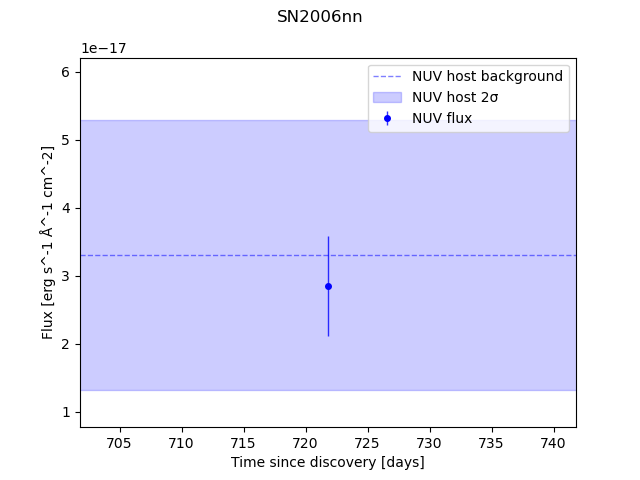 SN2006nn
1e−17
NUV host background
NUV host 2σ
NUV flux
6
5
4
3
2
1
Flux [erg s^-1 Å^-1 cm^-2]
705 710 715 720 725 730 735 740
Time since discovery [days]